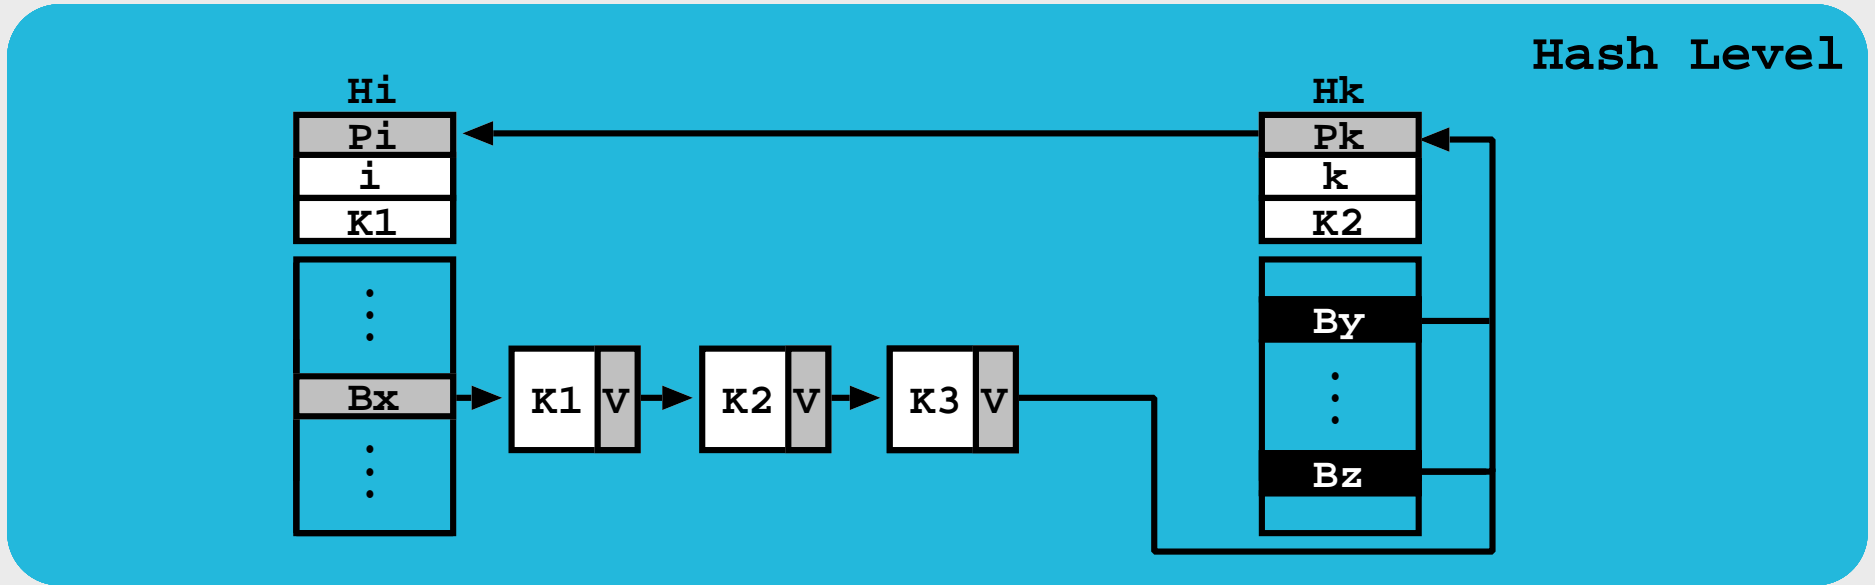 Hash Level
Hi
Pi
i
K1
Bx
K1 V
K2 V
K3 V
Hk
Pk
k
K2
By
Bz